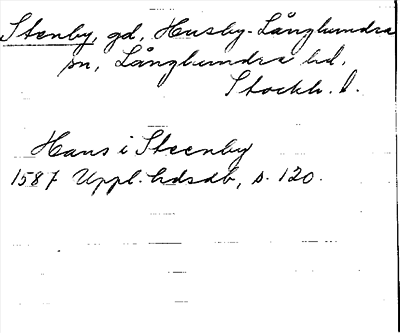 Stenby, gd, Husby-Långhundra
sn, Långhundra hd,
Stockh. l.
Hans i Steenby
1587 Uppl. hdsdb, s. 120.